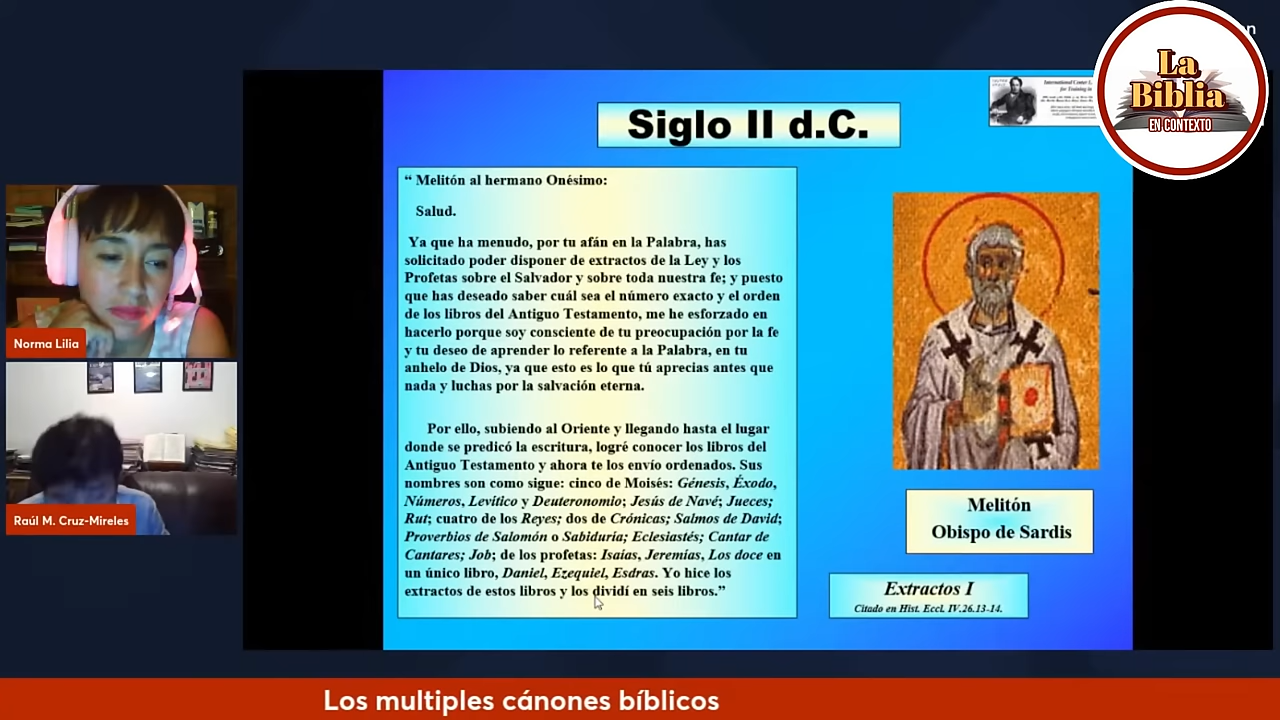 Siglo II d.C.
La
Biblia
EN CONTEXTO
“ Melitón al hermano Onésimo:
Salud.
Ya que ha menudo, por tu afán en la Palabra, has
solicitado poder disponer de extractos de la Ley y los
Profetas sobre el Salvador y sobre toda nuestra fe; y puesto
que has deseado saber cuál sea el número exacto y el orden
de los libros del Antiguo Testamento, me he esforzado en
hacerlo porque soy consciente de tu preocupación por la fe
y tu deseo de aprender lo referente a la Palabra, en tu
anhelo de Dios, ya que esto es lo que tú aprecias antes que
nada y luchas por la salvación eterna.
Por ello, subiendo al Oriente y llegando hasta el lugar
donde se predicó la escritura, logré conocer los libros del
Antiguo Testamento y ahora te los envío ordenados. Sus
nombres son como sigue: cinco de Moisés: Génesis, Éxodo,
Números, Levítico y Deuteronomio; Jesús de Navé; Jueces;
Rut; cuatro de los Reyes; dos de Crónicas; Salmos de David;
Proverbios de Salomón o Sabiduría; Eclesiastés; Cantar de
Cantares; Job; de los profetas: Isaías, Jeremías, Los doce en
un único libro, Daniel, Ezequiel, Esdras. Yo hice los
extractos de estos libros y los dividí en seis libros.”
Melitón
Obispo de Sardis
Extractos I
Citado en Hist. Eccl. IV.26.13-14.
Norma Lilia
Raúl M. Cruz-Mireles
Los multiples cánones bíblicos